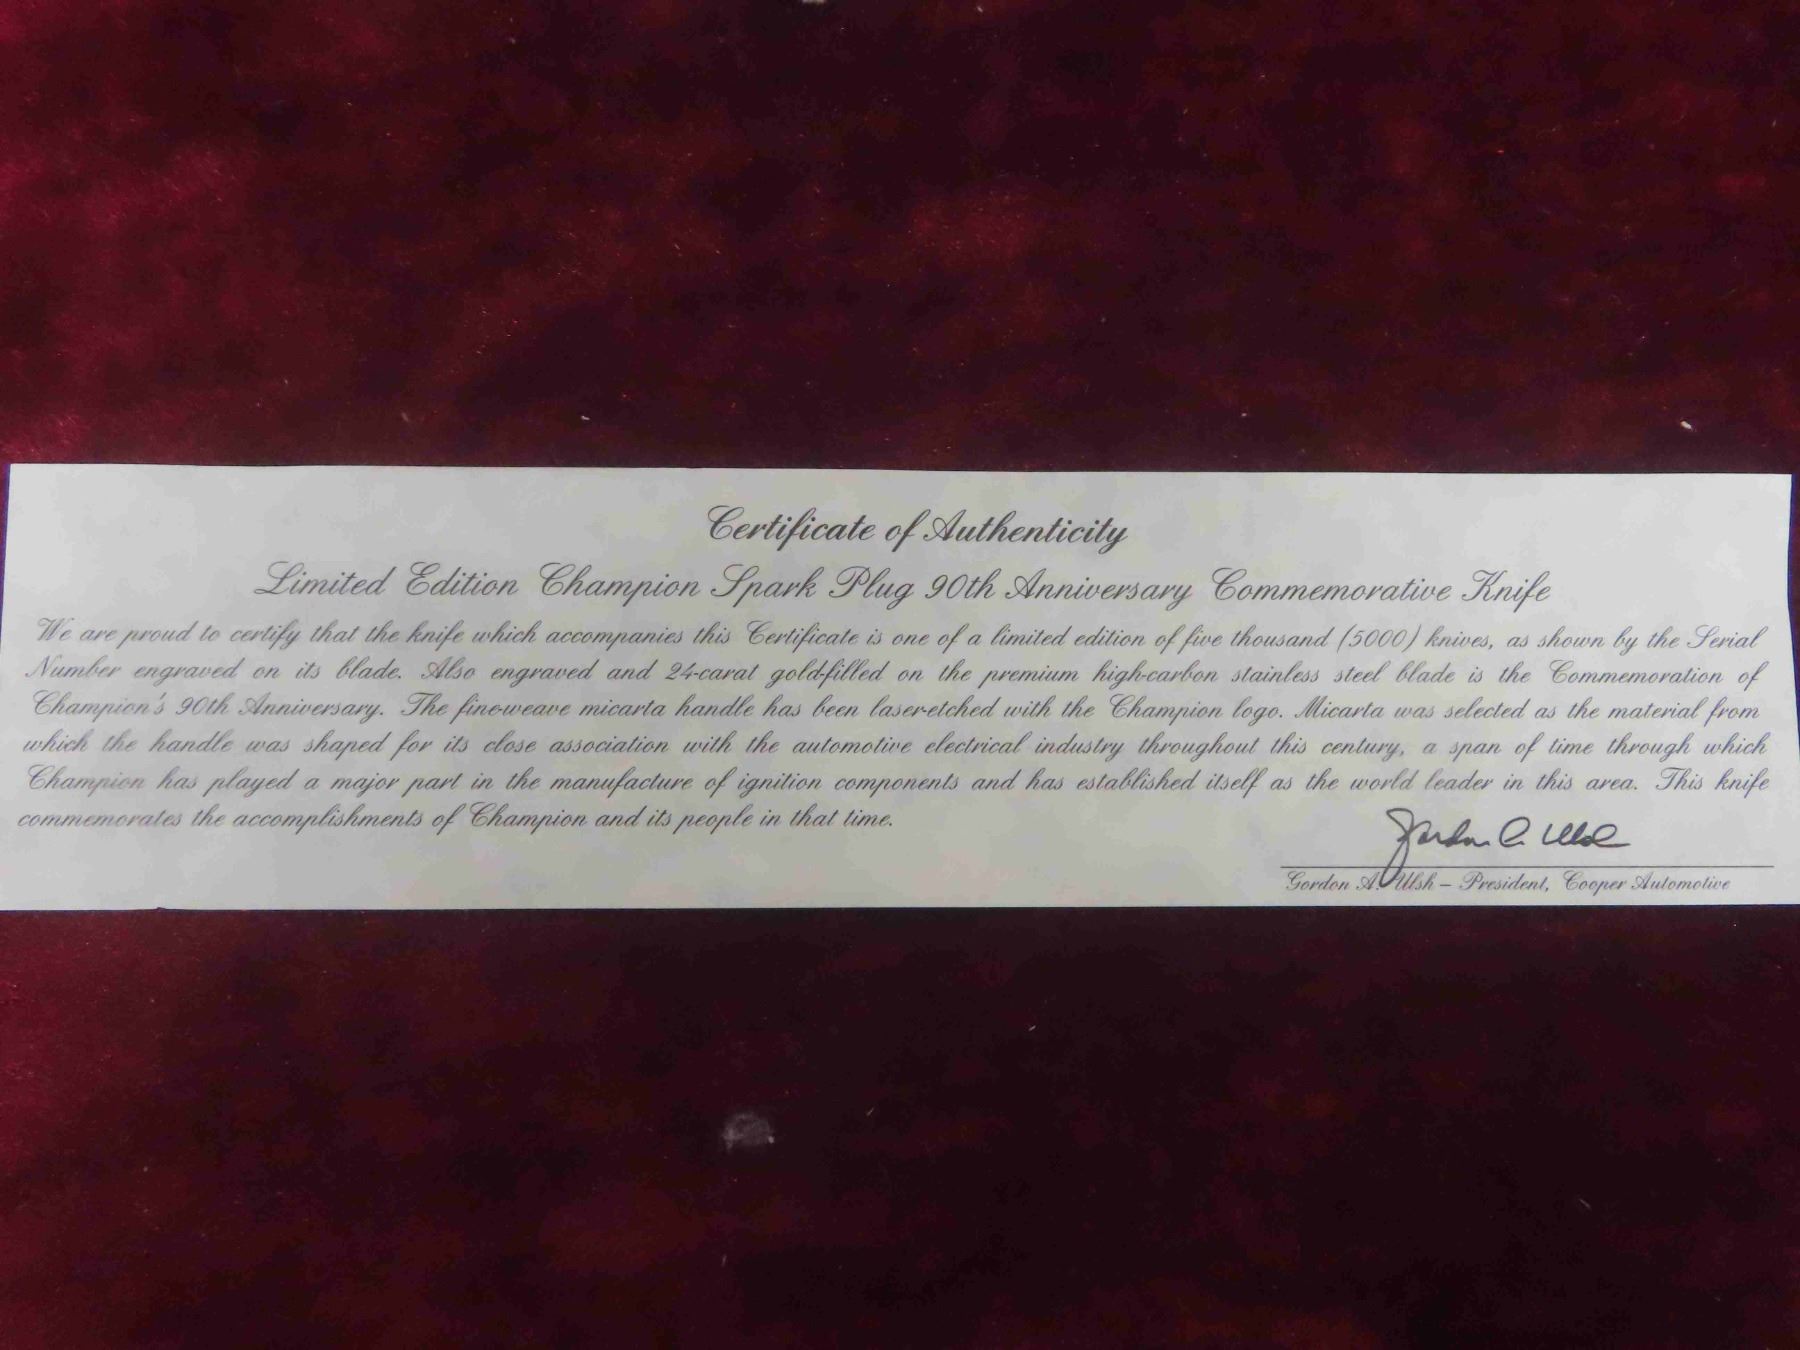 Certificate of Authenticity
Limited Edition Champion Spark Plug 90th Anniversary Commemorative Knife
We are proud to certify that the knife which accompanies this Certificate is one of a limited edition of five thousand (5000) knives, as shown by the Serial
Number engraved on its blade. Also engraved and 24-carat gold-filled on the premium high-carbon stainless steel blade is the Commemoration of
Champion's 90th Anniversary. The fine-weave micarta handle has been laser-etched with the Champion logo. Micarta was selected as the material from
which the handle was shaped for its close association with the automotive electrical industry throughout this century, a span of time through which
Champion has played a major part in the manufacture of ignition components and has established itself as the world leader in this area. This knife
commemorates the accomplishments of Champion and its people in that time.
Gordon A. Ulsh
Gordon A. Ulsh – President, Cooper Automotive